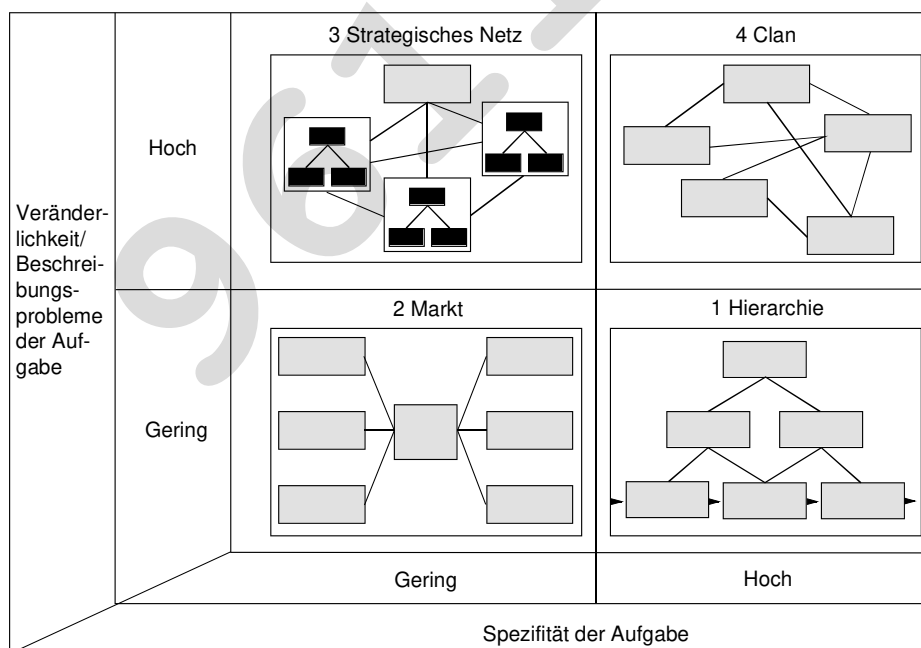 3 Strategisches Netz
4 Clan
Hoch
Veränder-
lichkeit/
Beschrei-
bungs-
probleme
der Auf-
gabe
2 Markt
1 Hierarchie
Gering
Gering
Hoch
Spezifität der Aufgabe